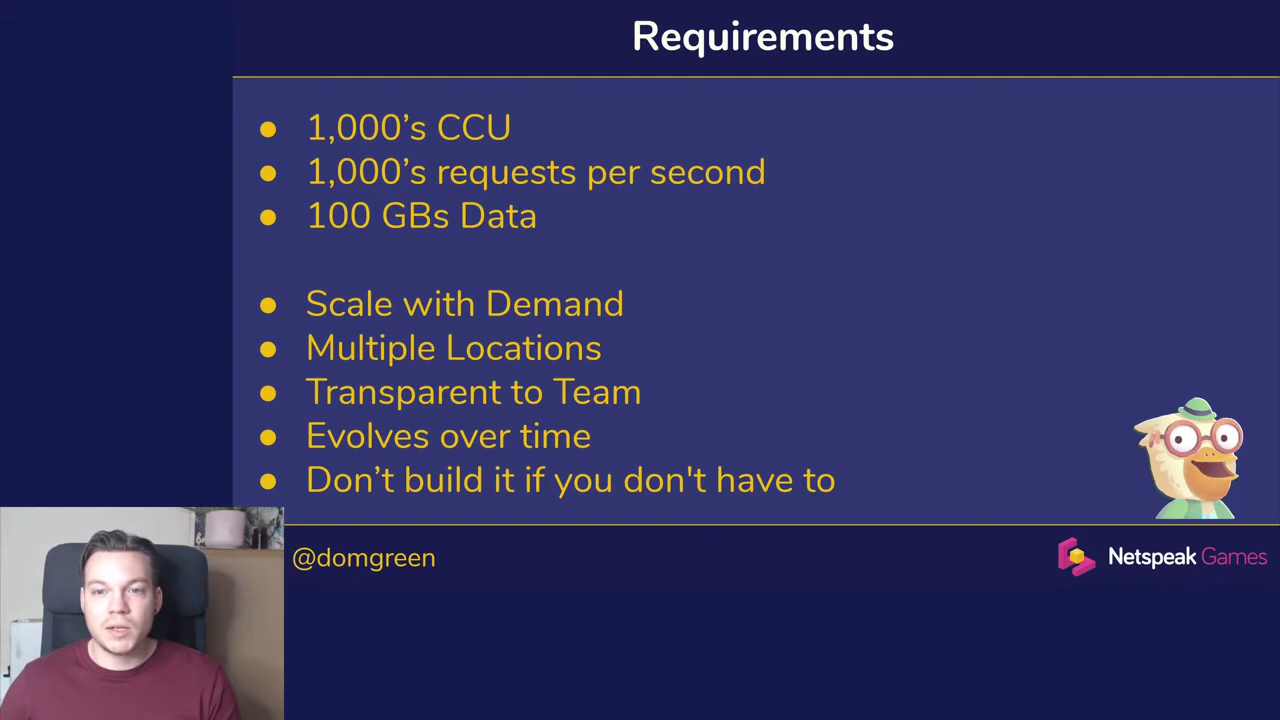 Requirements
1,000’s CCU
1,000’s requests per second
100 GBs Data
Scale with Demand
Multiple Locations
Transparent to Team
Evolves over time
Don’t build it if you don't have to
@domgreen
Netspeak Games